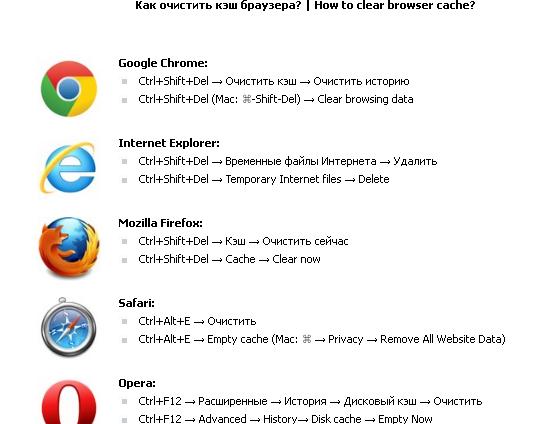 Как очистить кэш браузера? | How to clear browser cache?
Google Chrome:
Ctrl+Shift+Del → Очистить кэш → Очистить историю
Ctrl+Shift+Del (Mac: ⌘-Shift-Del) → Clear browsing data
Internet Explorer:
Ctrl+Shift+Del → Временные файлы Интернета → Удалить
Ctrl+Shift+Del → Temporary Internet files → Delete
Mozilla Firefox:
Ctrl+Shift+Del → Кэш → Очистить сейчас
Ctrl+Shift+Del → Cache → Clear now
Safari:
Ctrl+Alt+E → Очистить
Ctrl+Alt+E → Empty cache (Mac: ⌘ → Privacy → Remove All Website Data)
Opera:
Ctrl+F12 → Расширенные → История → Дисковый кэш → Очистить
Ctrl+F12 → Advanced → History→ Disk cache → Empty Now